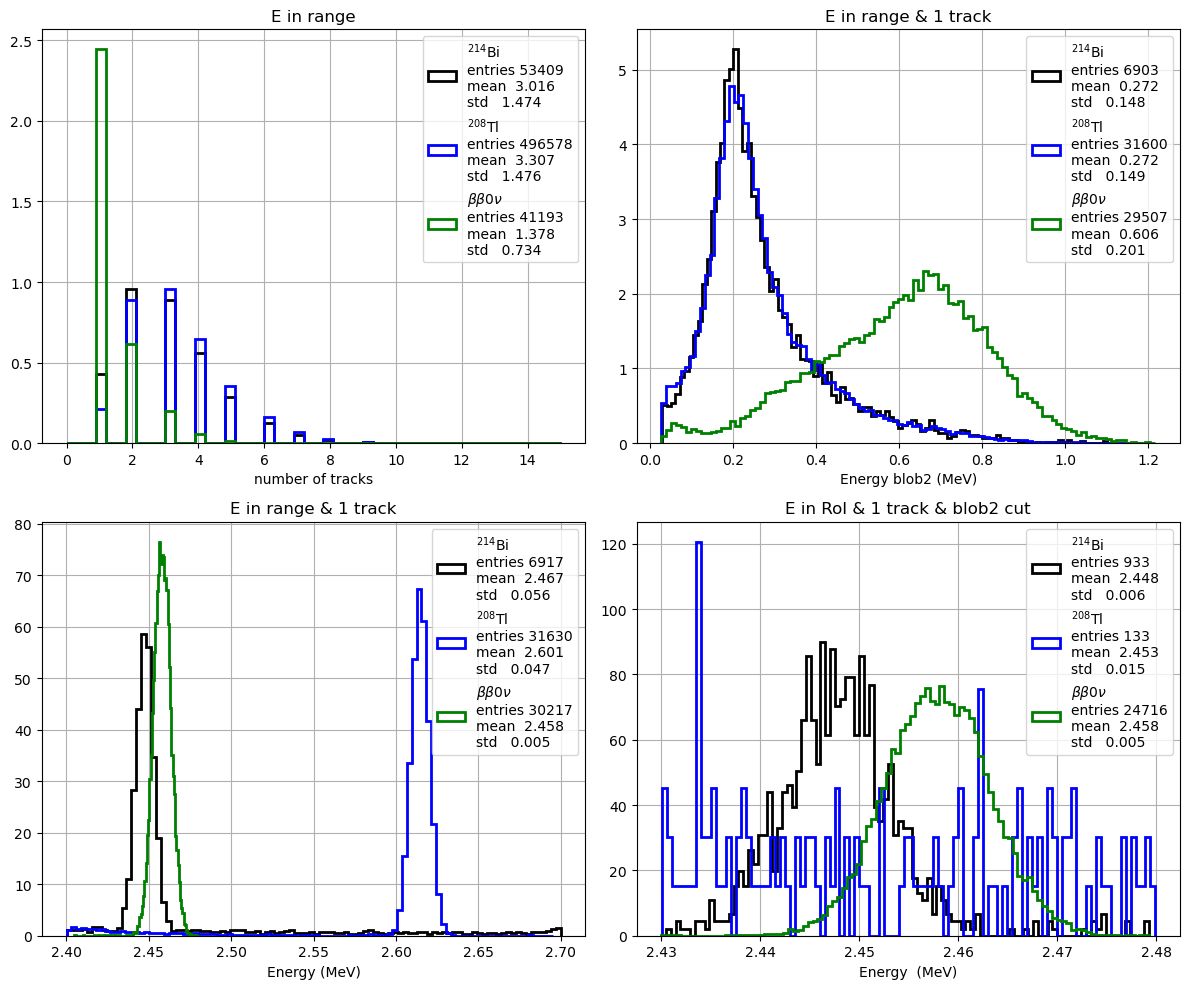 E in range
2.5
2.0
1.5
1.0
0.5
0.0
0 2 4 6 8 10 12 14
number of tracks
²¹⁴Bi
entries 53409
mean 3.016
std 1.474
²⁰⁸Tl
entries 496578
mean 3.307
std 1.476
ββ0ν
entries 41193
mean 1.378
std 0.734
E in range & 1 track
5
4
3
2
1
0
0.0 0.2 0.4 0.6 0.8 1.0 1.2
Energy blob2 (MeV)
²¹⁴Bi
entries 6903
mean 0.272
std 0.148
²⁰⁸Tl
entries 31600
mean 0.272
std 0.149
ββ0ν
entries 29507
mean 0.606
std 0.201
E in range & 1 track
80
70
60
50
40
30
20
10
0
2.40 2.45 2.50 2.55 2.60 2.65 2.70
Energy (MeV)
²¹⁴Bi
entries 6917
mean 2.467
std 0.056
²⁰⁸Tl
entries 31630
mean 2.601
std 0.047
ββ0ν
entries 30217
mean 2.458
std 0.005
E in RoI & 1 track & blob2 cut
120
100
80
60
40
20
0
2.43 2.44 2.45 2.46 2.47 2.48
Energy (MeV)
²¹⁴Bi
entries 933
mean 2.448
std 0.006
²⁰⁸Tl
entries 133
mean 2.453
std 0.015
ββ0ν
entries 24716
mean 2.458
std 0.005